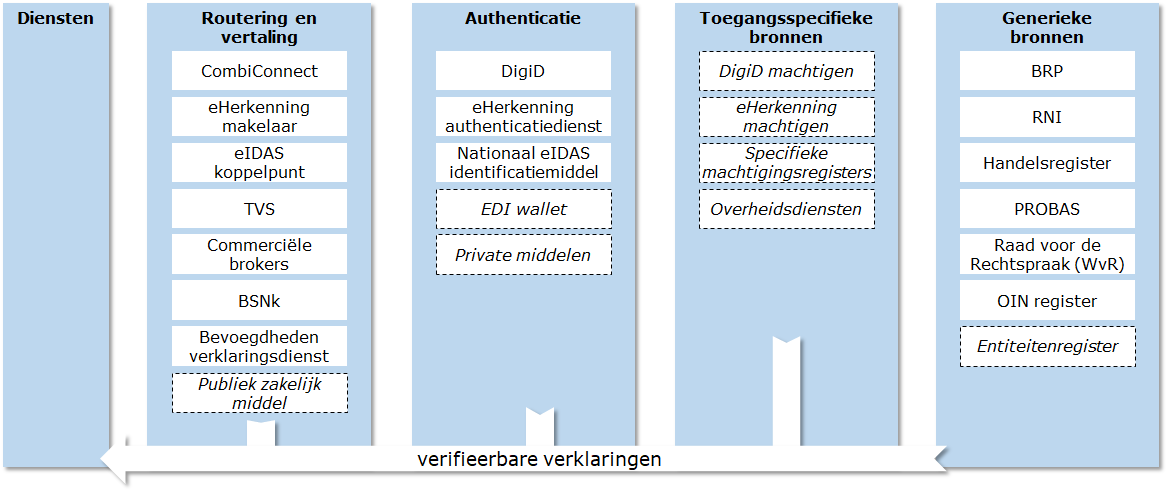 Diensten
Routering en
vertaling
CombiConnect
eHerkenning
makelaar
eIDAS
koppelpunt
TVS
Commerciële
brokers
BSNk
Bevoegdheden
verklaringsdienst
Publiek zakelijk
middel
Authenticatie
DigiD
eHerkenning
authenticatiedienst
Nationaal eIDAS
identificatiemiddel
EDI wallet
Private middelen
Toegangsspecifieke
bronnen
DigiD machtigen
eHerkenning
machtigen
Specifieke
machtigingsregisters
Overheidsdiensten
Generieke
bronnen
BRP
RNI
Handelsregister
PROBAS
Raad voor de
Rechtspraak (WvR)
OIN register
Entiteitenregister
verifieerbare verklaringen